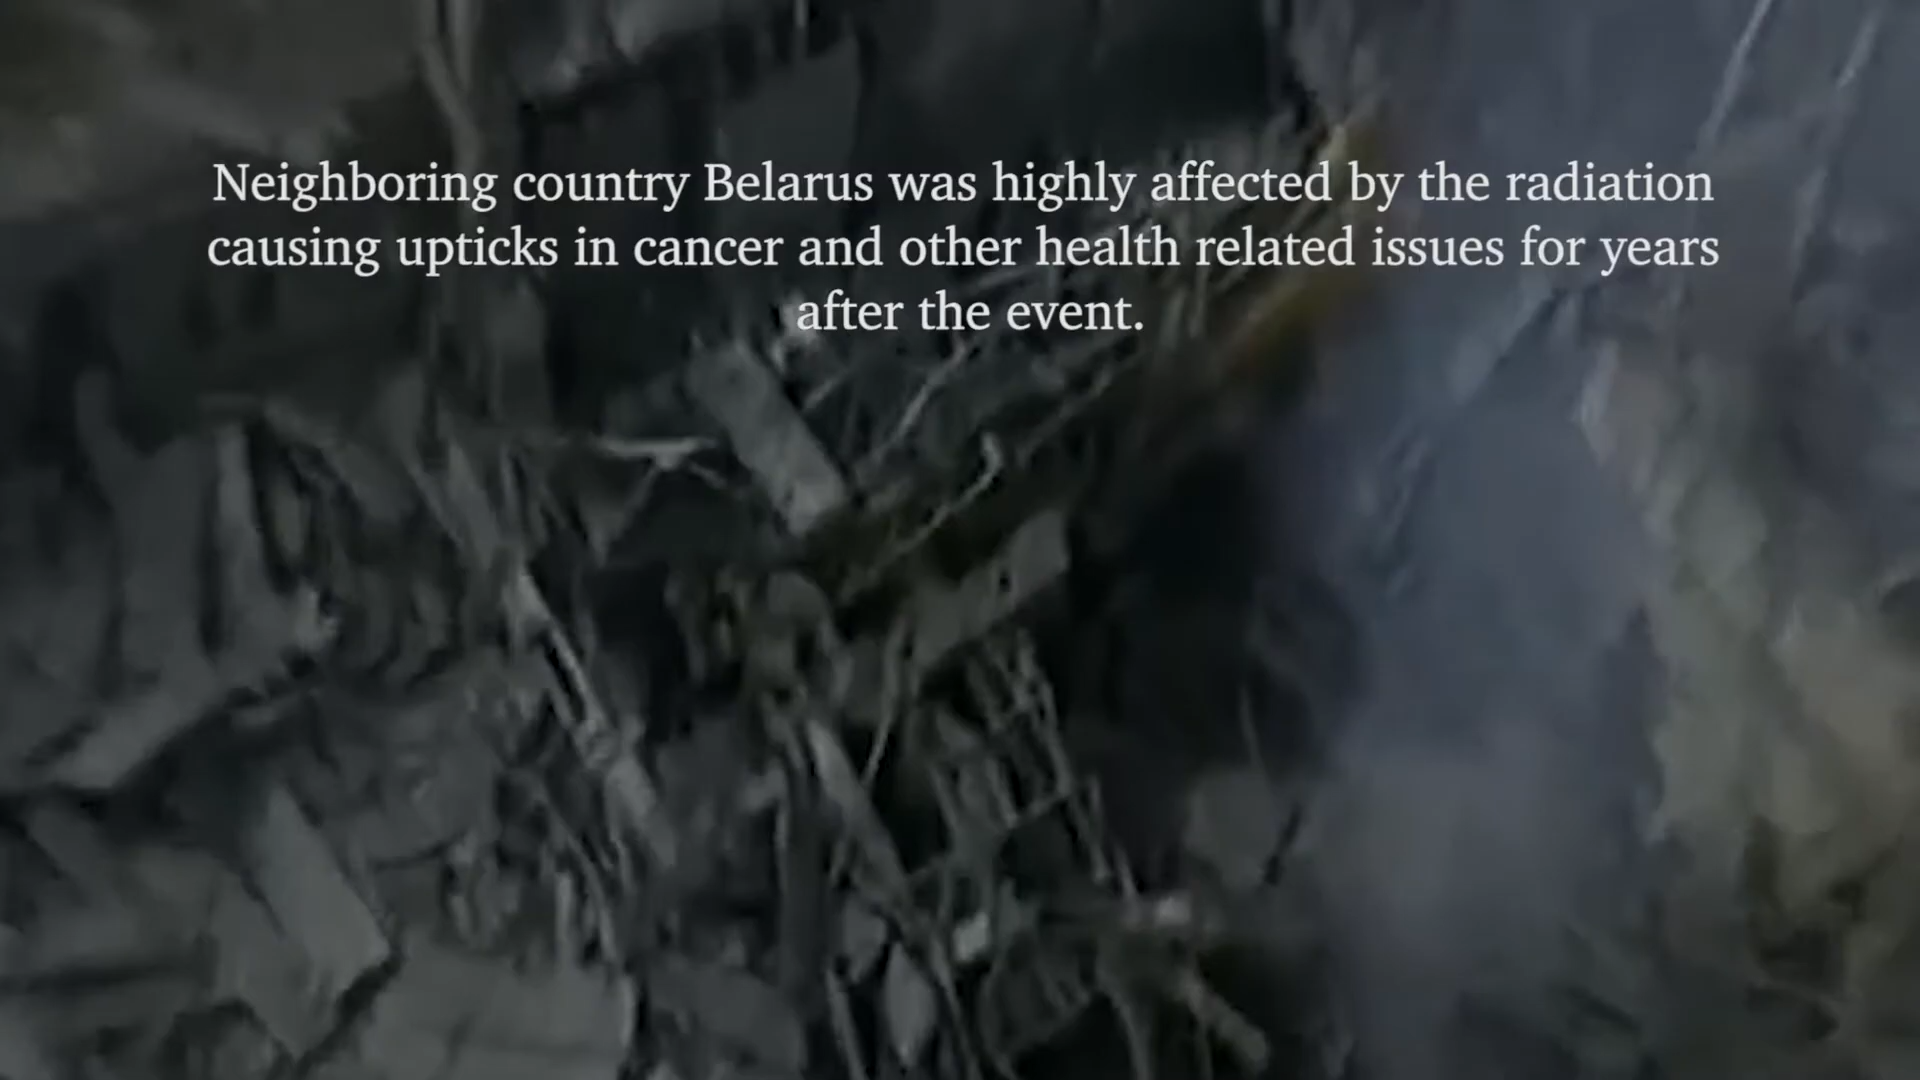 Neighboring country Belarus was highly affected by the radiation
causing upticks in cancer and other health related issues for years
after the event.